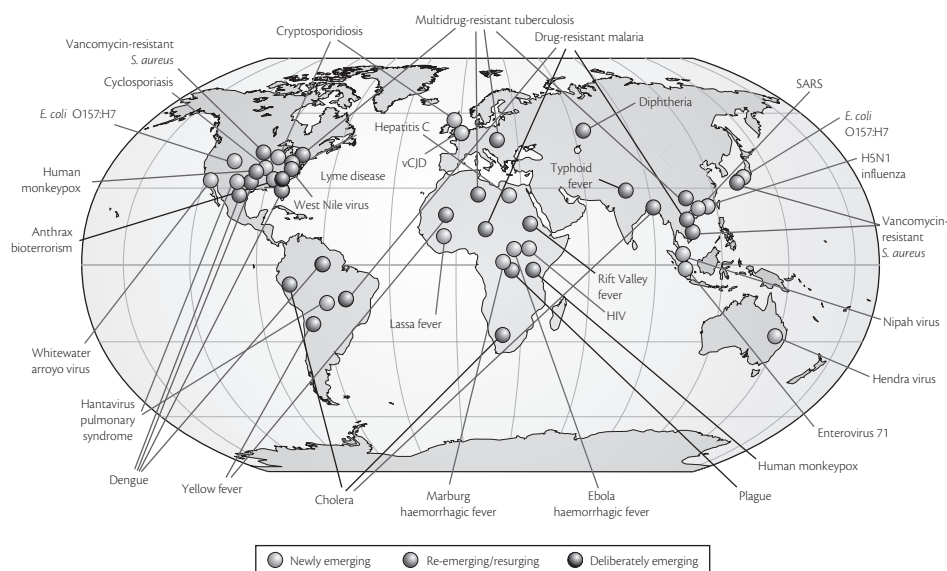 Multidrug-resistant tuberculosis
Cryptosporidiosis
Drug-resistant malaria
Vancomycin-resistant
S. aureus
Cyclosporiasis
SARS
E. coli O157:H7
Diphtheria
E. coli
O157:H7
Hepatitis C
vCJD
H5N1
influenza
Human
monkeypox
Lyme disease
Typhoid
fever
West Nile virus
Anthrax
bioterrorism
Vancomycin-
resistant
S. aureus
Rift Valley
fever
HIV
Lassa fever
Nipah virus
Whitewater
arroyo virus
Hendra virus
Hantavirus
pulmonary
syndrome
Enterovirus 71
Human monkeypox
Dengue
Yellow fever
Cholera
Marburg
haemorrhagic fever
Ebola
haemorrhagic fever
Plague
Newly emerging
Re-emerging/resurging
Deliberately emerging